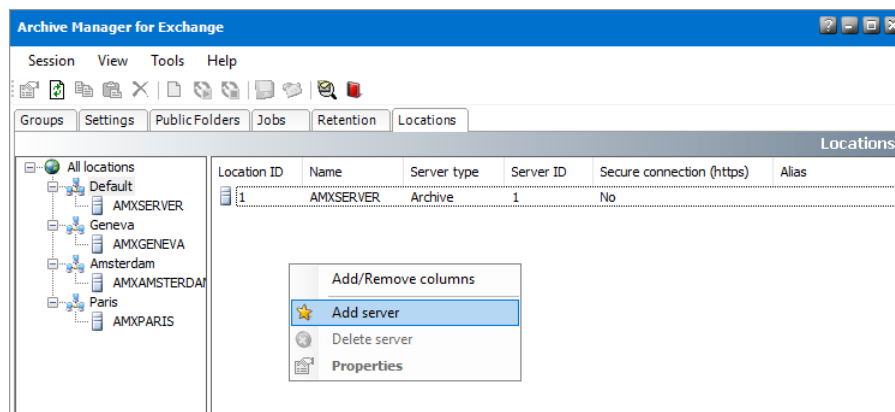 Archive Manager for Exchange
Session View Tools Help
Groups Settings Public Folders Jobs Retention Locations
Locations
All locations
Default
AMXSERVER
Geneva
AMXGENEVA
Amsterdam
AMXAMSTERDAM
Paris
AMXPARIS
Location ID Name Server type Server ID Secure connection (https) Alias
1 AMXSERVER Archive 1 No
Add/Remove columns
Add server
Delete server
Properties